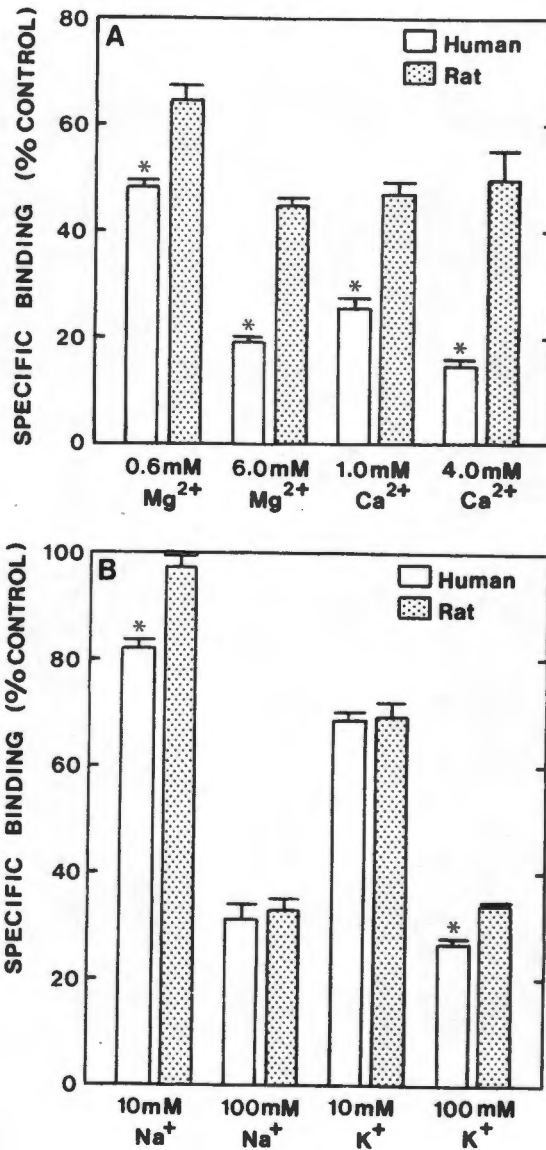 A
Human
Rat
SPECIFIC BINDING (% CONTROL)
80
60
40
20
0
0.6mM 6.0mM 1.0mM 4.0mM
Mg²⁺ Mg²⁺ Ca²⁺ Ca²⁺
* * * *
B
Human
Rat
SPECIFIC BINDING (% CONTROL)
100
80
60
40
20
0
10mM 100mM 10mM 100mM
Na⁺ Na⁺ K⁺ K⁺
* *